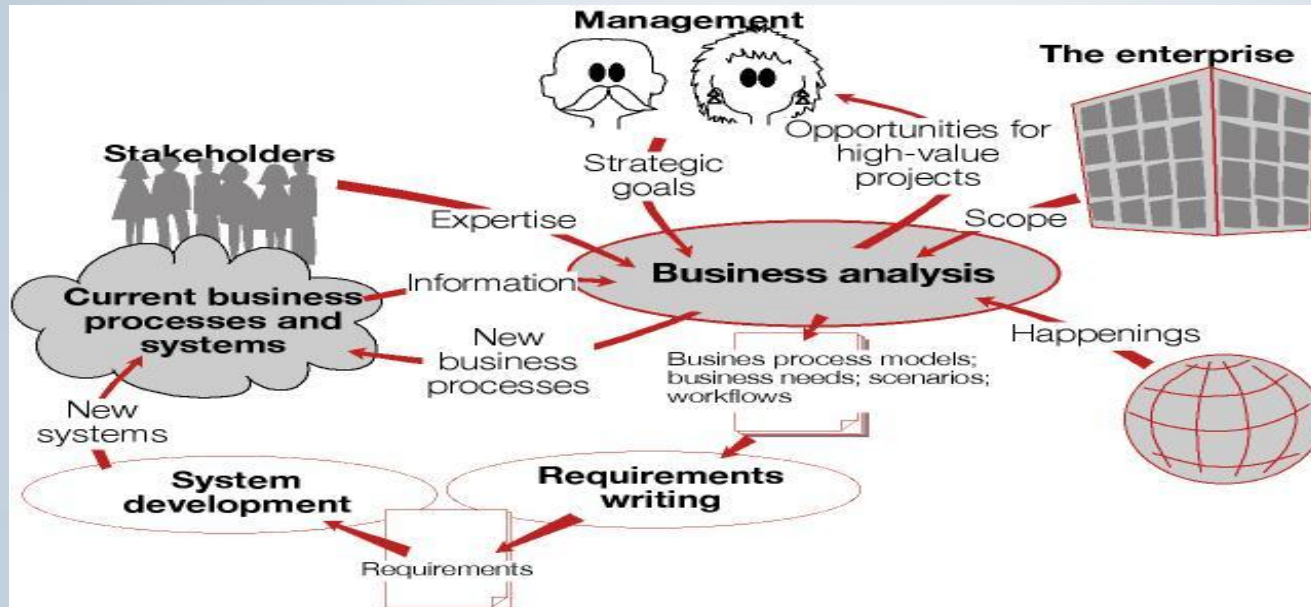 Management
The enterprise
Stakeholders
Strategic
goals
Opportunities for
high-value
projects
Expertise
Scope
Business analysis
Current business
processes and
systems
Information
New
business
processes
Happenings
Busines process models;
business needs; scenarios;
workflows
New
systems
System
development
Requirements
writing
Requirements